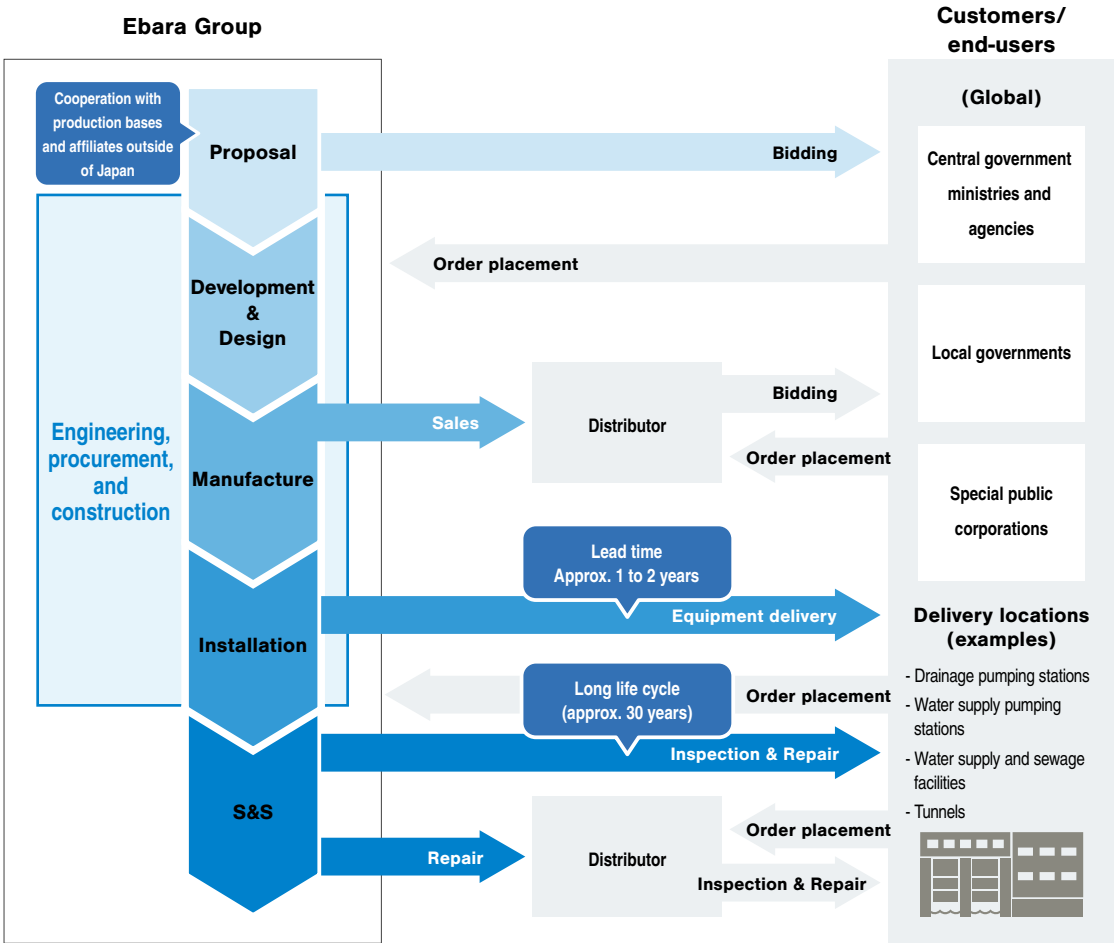 Ebara Group
Customers/
end-users
Cooperation with
production bases
and affiliates outside
of Japan
Proposal
Bidding
(Global)
Central government
ministries and
agencies
Order placement
Development
&
Design
Local governments
Sales
Distributor
Bidding
Order placement
Engineering,
procurement,
and
construction
Manufacture
Special public
corporations
Lead time
Approx. 1 to 2 years
Equipment delivery
Installation
Delivery locations
(examples)
- Drainage pumping stations
- Water supply pumping
stations
- Water supply and sewage
facilities
- Tunnels
Long life cycle
(approx. 30 years)
Order placement
Inspection & Repair
S&S
Repair
Distributor
Order placement
Inspection & Repair